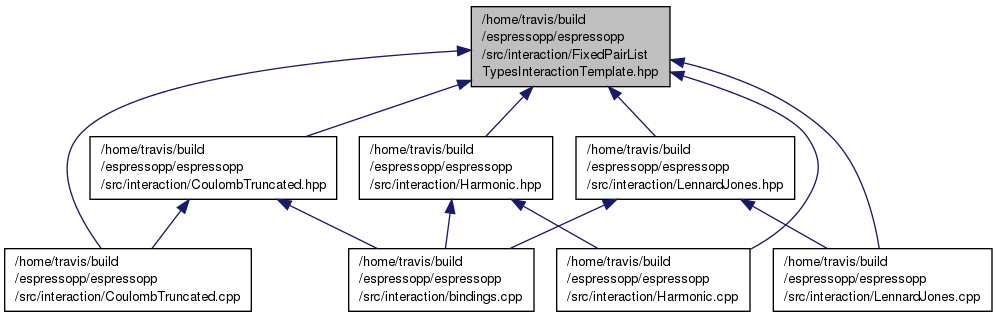 /home/travis/build
/espressopp/espressopp
/src/interaction/FixedPairList
TypesInteractionTemplate.hpp
/home/travis/build
/espressopp/espressopp
/src/interaction/CoulombTruncated.hpp
/home/travis/build
/espressopp/espressopp
/src/interaction/Harmonic.hpp
/home/travis/build
/espressopp/espressopp
/src/interaction/LennardJones.hpp
/home/travis/build
/espressopp/espressopp
/src/interaction/CoulombTruncated.cpp
/home/travis/build
/espressopp/espressopp
/src/interaction/bindings.cpp
/home/travis/build
/espressopp/espressopp
/src/interaction/Harmonic.cpp
/home/travis/build
/espressopp/espressopp
/src/interaction/LennardJones.cpp